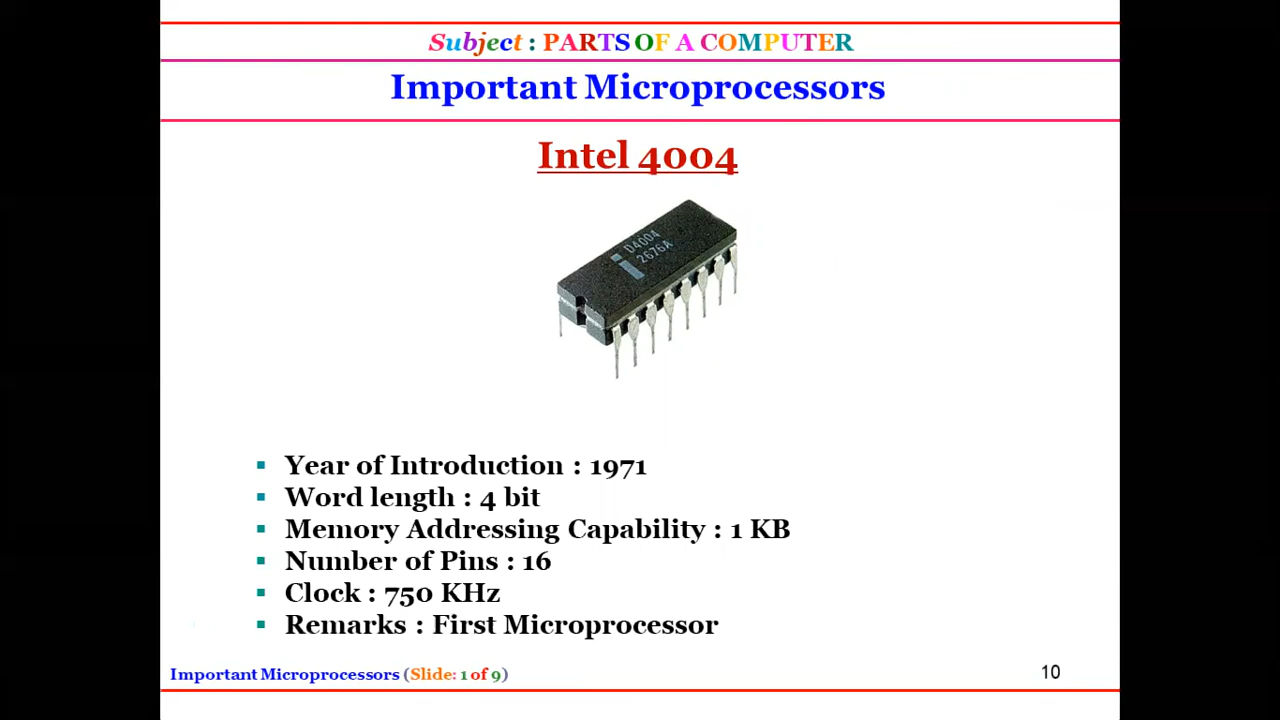 Subject : PARTS OF A COMPUTER
Important Microprocessors
Intel 4004
D4004
2676A
▪ Year of Introduction : 1971
▪ Word length : 4 bit
▪ Memory Addressing Capability : 1 KB
▪ Number of Pins : 16
▪ Clock : 750 KHz
▪ Remarks : First Microprocessor
Important Microprocessors (Slide: 1 of 9)
10